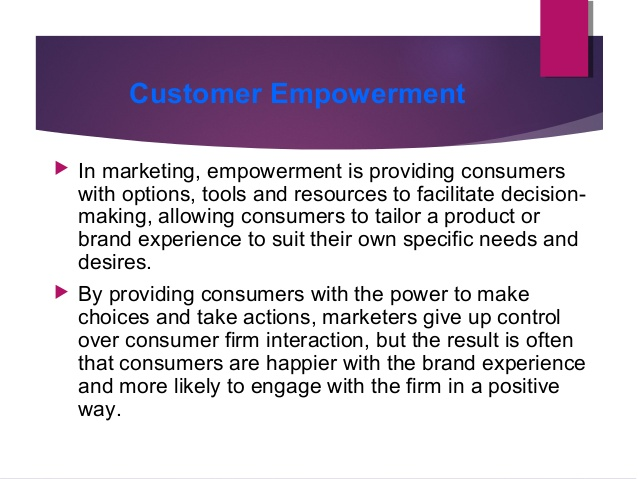 Customer Empowerment
In marketing, empowerment is providing consumers
with options, tools and resources to facilitate decision-
making, allowing consumers to tailor a product or
brand experience to suit their own specific needs and
desires.
By providing consumers with the power to make
choices and take actions, marketers give up control
over consumer firm interaction, but the result is often
that consumers are happier with the brand experience
and more likely to engage with the firm in a positive
way.